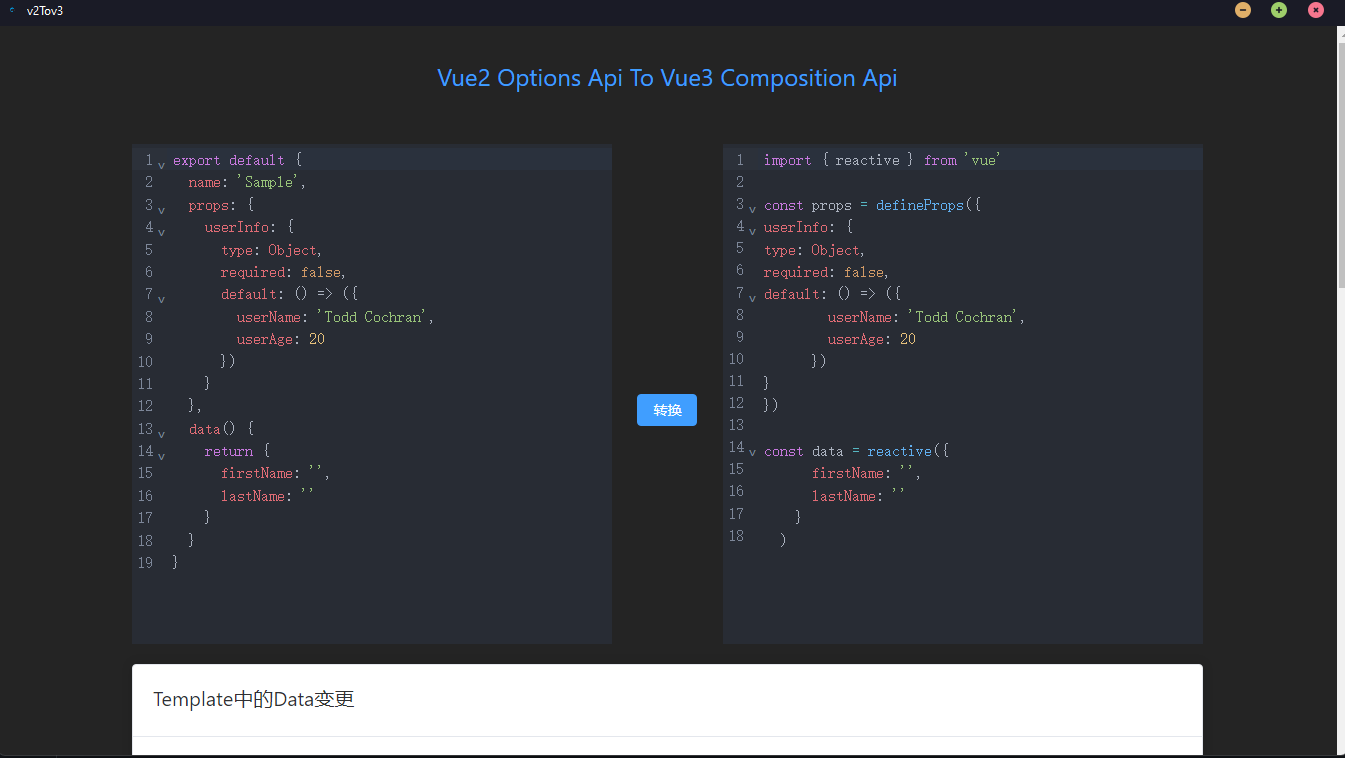 v2Tov3
Vue2 Options Api To Vue3 Composition Api
1 export default {
2 name: 'Sample',
3 props: {
4 userInfo: {
5 type: Object,
6 required: false,
7 default: () => ({
8 userName: 'Todd Cochran',
9 userAge: 20
10 })
11 }
12 },
13 data() {
14 return {
15 firstName: '',
16 lastName: ''
17 }
18 }
19 }
转换
1 import { reactive } from 'vue'
2
3 const props = defineProps({
4 userInfo: {
5 type: Object,
6 required: false,
7 default: () => ({
8 userName: 'Todd Cochran',
9 userAge: 20
10 })
11 }
12 })
13
14 const data = reactive({
15 firstName: '',
16 lastName: ''
17 }
18 )
Template中的Data变更